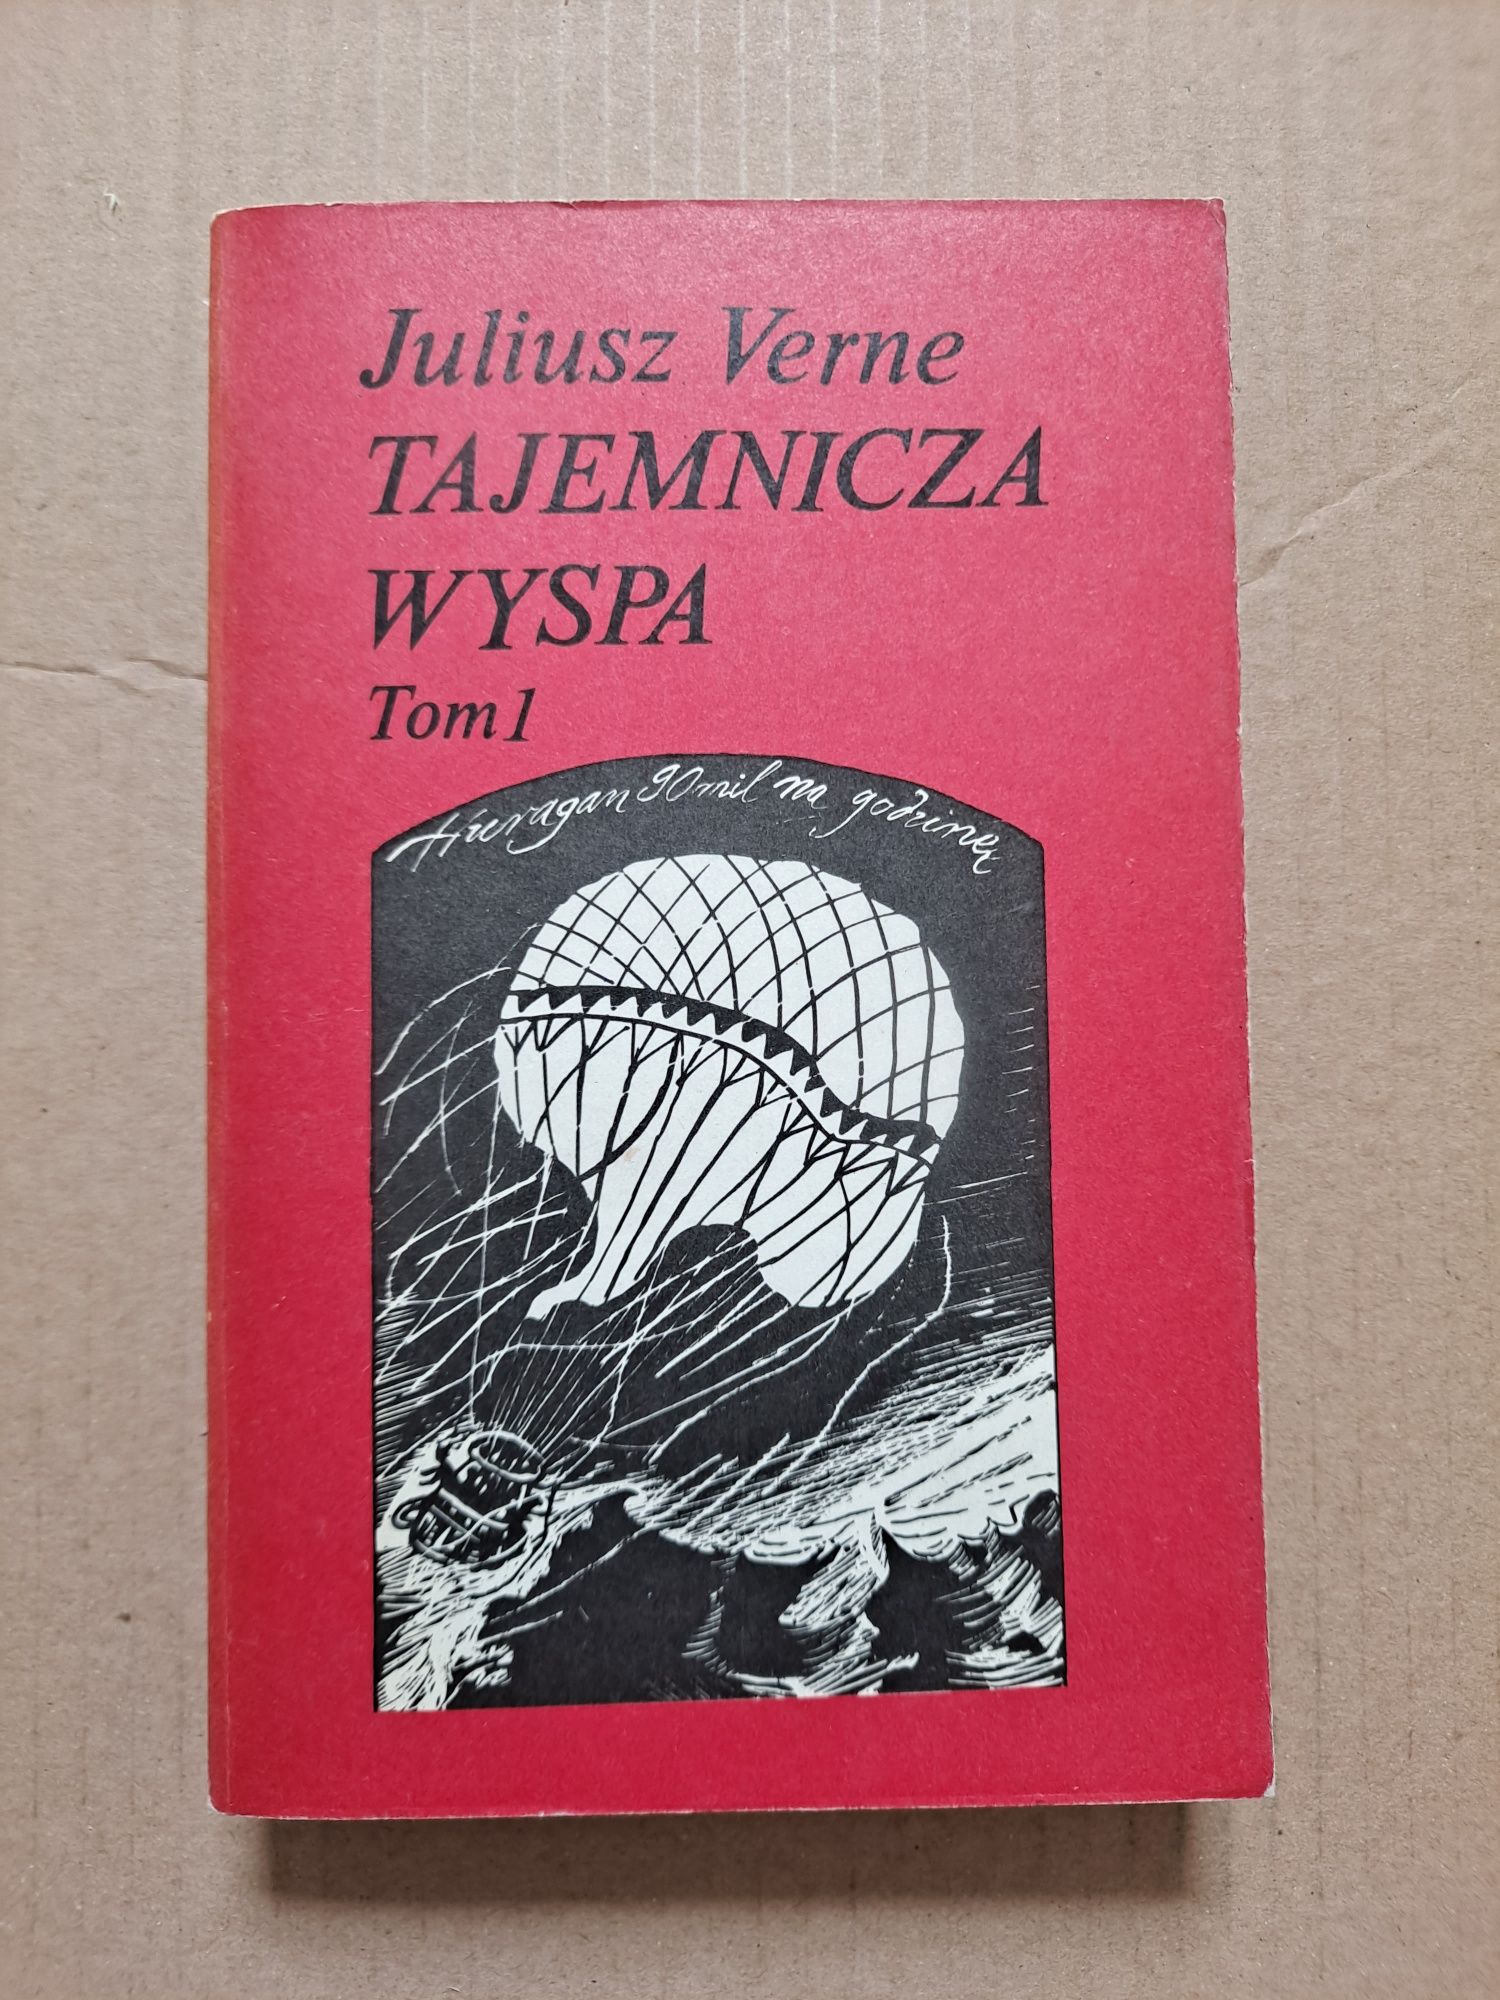 Juliusz Verne
TAJEMNICZA
WYSPA
Tom 1
Huragan 90 mil na godzinę